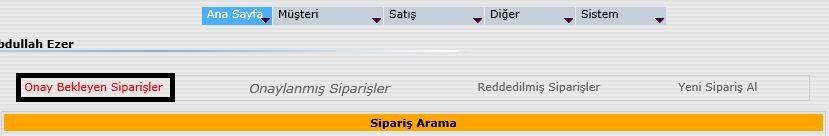 Ana Sayfa Müşteri Satış Diğer Sistem
bdullah Ezer
Onay Bekleyen Siparişler Onaylanmış Siparişler Reddedilmiş Siparişler Yeni Sipariş Al
Sipariş Arama